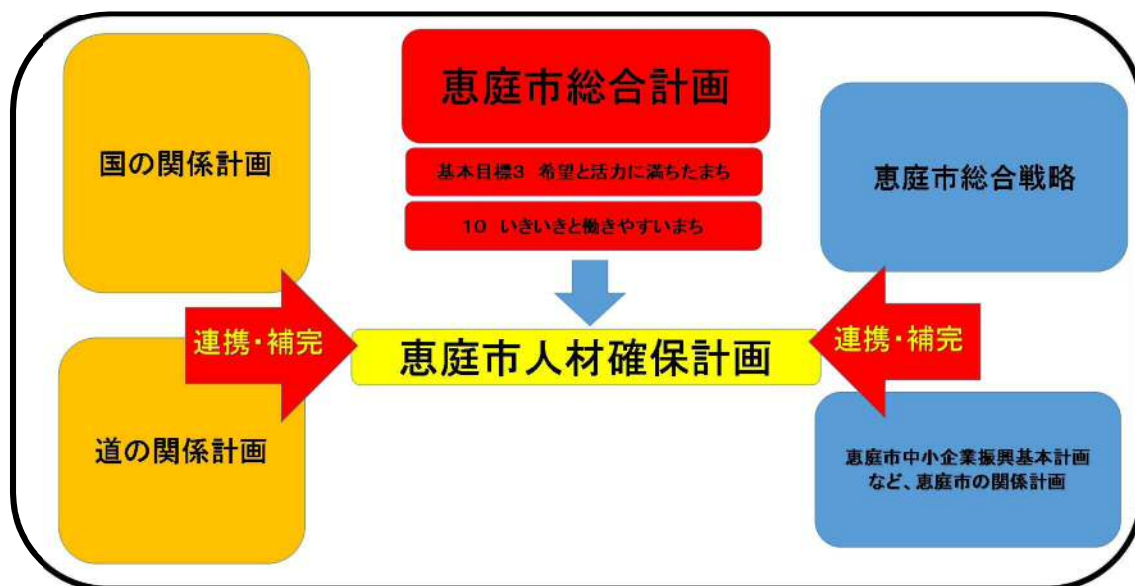 恵庭市総合計画
基本目標3 希望と活力に満ちたまち
10 いきいきと働きやすいまち
国の関係計画
道の関係計画
連携・補完
恵庭市人材確保計画
連携・補完
恵庭市総合戦略
恵庭市中小企業振興基本計画
など、恵庭市の関係計画